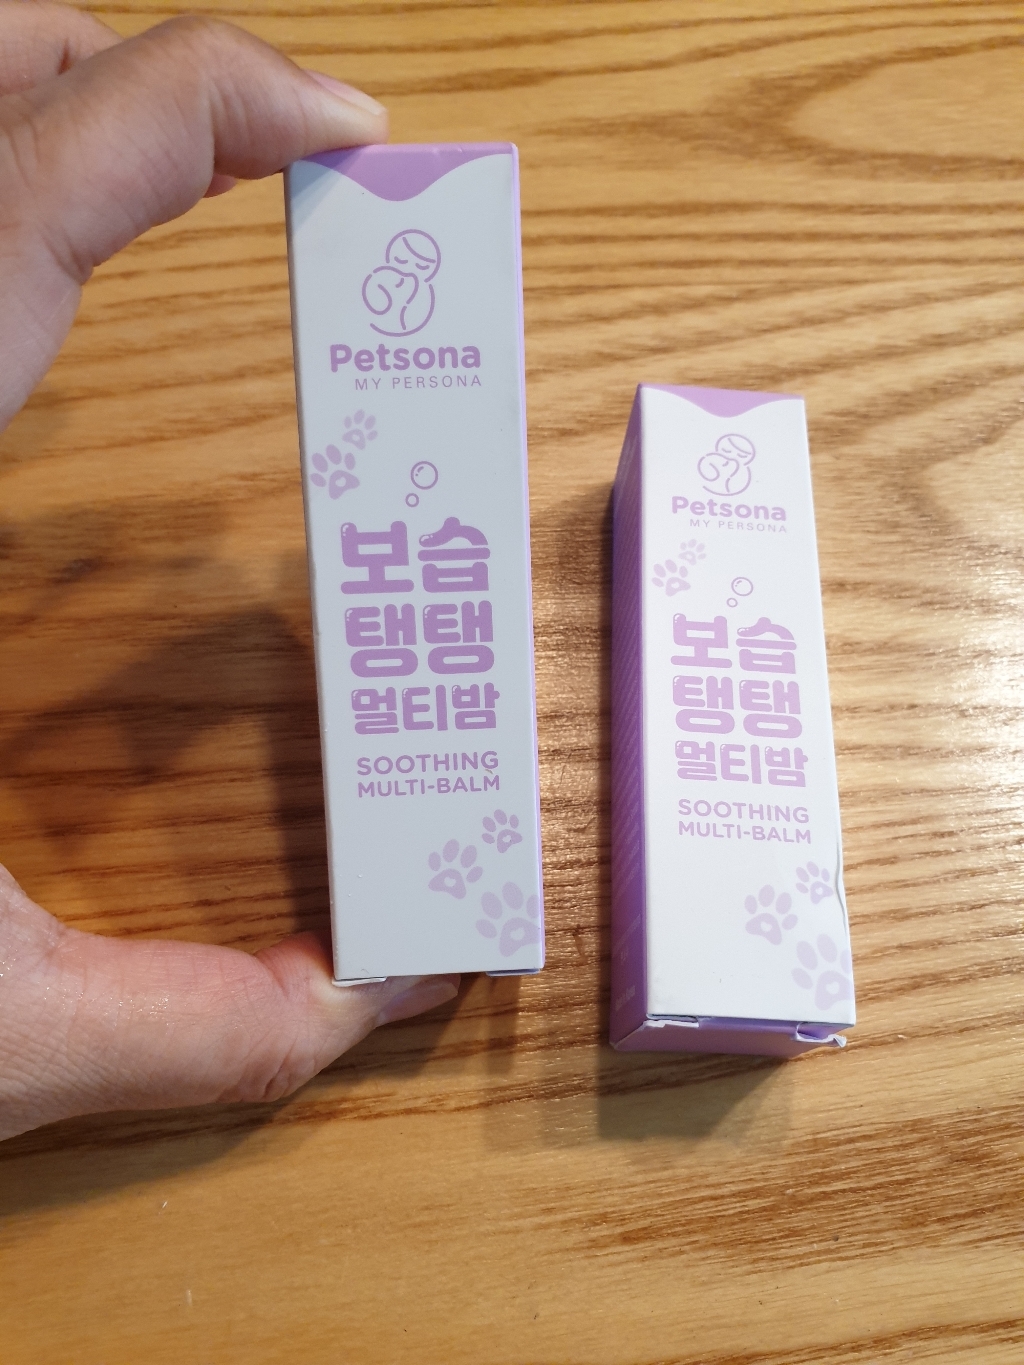 Petsona
MY PERSONA
보습
탱탱
멀티밤
SOOTHING
MULTI-BALM
Petsona
MY PERSONA
보습
탱탱
멀티밤
SOOTHING
MULTI-BALM